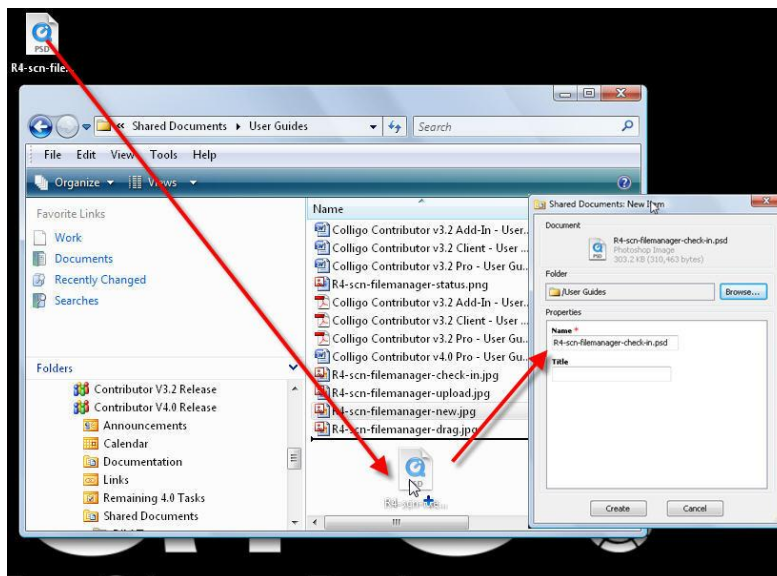 PSD
R4-scn-file...
« Shared Documents ▸ User Guides
Search
File Edit View Tools Help
Organize Views
Favorite Links
Work
Documents
Recently Changed
Searches
Folders
Contributor V3.2 Release
Contributor V4.0 Release
Announcements
Calendar
Documentation
Links
Remaining 4.0 Tasks
Shared Documents
Name
Colligo Contributor v3.2 Add-In - User...
Colligo Contributor v3.2 Client - User ...
Colligo Contributor v3.2 Pro - User Gu...
R4-scn-filemanager-status.png
Colligo Contributor v3.2 Add-In - User...
Colligo Contributor v3.2 Client - User ...
Colligo Contributor v3.2 Pro - User Gu...
Colligo Contributor v4.0 Pro - User Gu...
R4-scn-filemanager-check-in.jpg
R4-scn-filemanager-upload.jpg
R4-scn-filemanager-new.jpg
R4-scn-filemanager-drag.jpg
Shared Documents: New Item
Document
R4-scn-filemanager-check-in.psd
Photoshop Image
303.2 KB (310,463 bytes)
Folder
/User Guides
Browse...
Properties
Name *
R4-scn-filemanager-check-in.psd
Title
Create
Cancel